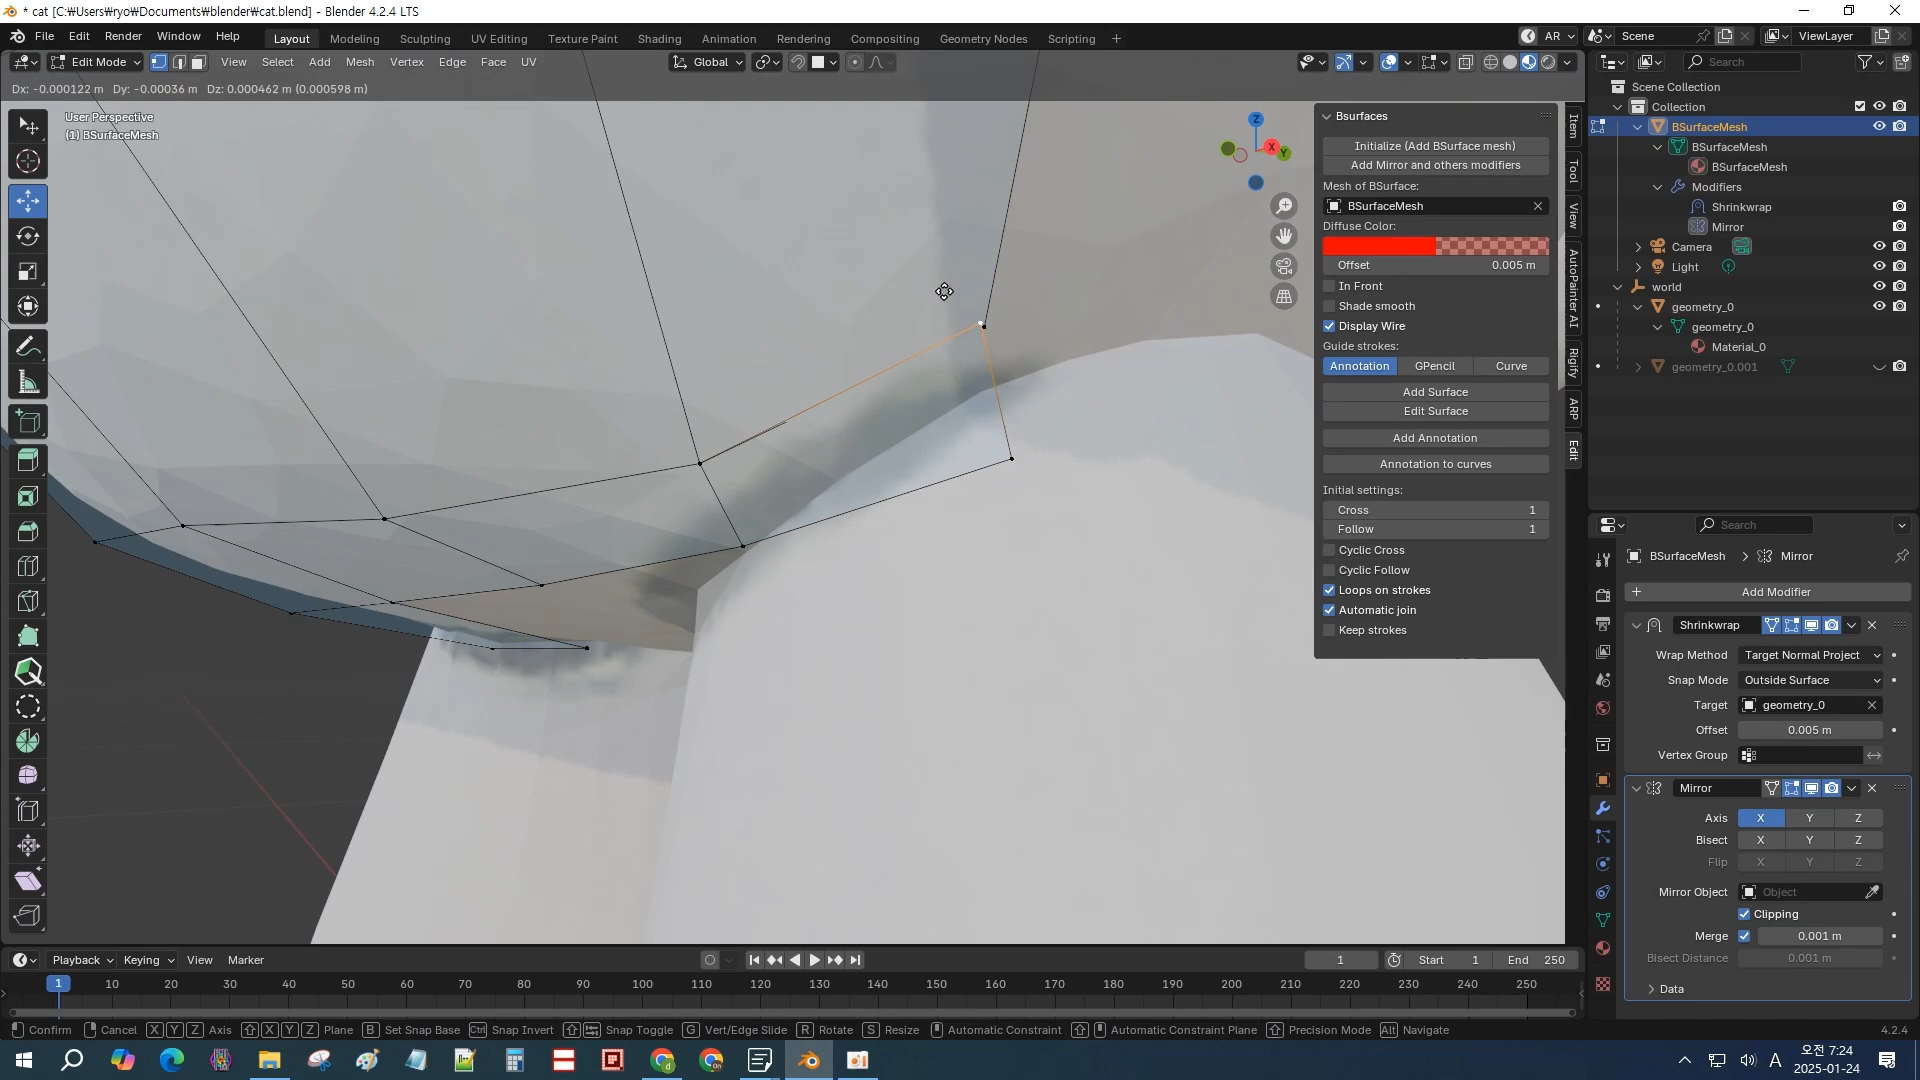 * cat [C:₩Users₩ryo₩Documents₩blender₩cat.blend] - Blender 4.2.4 LTS
File Edit Render Window Help Layout Modeling Sculpting UV Editing Texture Paint Shading Animation Rendering Compositing Geometry Nodes Scripting + AR Scene ViewLayer
Edit Mode View Select Add Mesh Vertex Edge Face UV Global Search
Dx: -0.000122 m Dy: -0.00036 m Dz: 0.000462 m (0.000598 m)
User Perspective
(1) BSurfaceMesh
Z
X
Y
Bsurfaces
Initialize (Add BSurface mesh)
Add Mirror and others modifiers
Mesh of BSurface:
BSurfaceMesh
Diffuse Color:
Offset 0.005 m
In Front
Shade smooth
Display Wire
Guide strokes:
Annotation GPencil Curve
Add Surface
Edit Surface
Add Annotation
Annotation to curves
Initial settings:
Cross 1
Follow 1
Cyclic Cross
Cyclic Follow
Loops on strokes
Automatic join
Keep strokes
Item
Tool
View
AutoPainter AI
Rigify
ARP
Edit
Scene Collection
Collection
BSurfaceMesh
BSurfaceMesh
BSurfaceMesh
Modifiers
Shrinkwrap
Mirror
Camera
Light
world
geometry_0
geometry_0
Material_0
geometry_0.001
Search
BSurfaceMesh Mirror
Add Modifier
Shrinkwrap
Wrap Method Target Normal Project
Snap Mode Outside Surface
Target geometry_0
Offset 0.005 m
Vertex Group
Mirror
Axis X Y Z
Bisect X Y Z
Flip X Y Z
Mirror Object Object
Clipping
Merge 0.001 m
Bisect Distance 0.001 m
Data
Playback Keying View Marker 1 Start 1 End 250
1 10 20 30 40 50 60 70 80 90 100 110 120 130 140 150 160 170 180 190 200 210 220 230 240 250
Confirm Cancel X Y Z Axis X Y Z Plane B Set Snap Base Ctrl Snap Invert Snap Toggle G Vert/Edge Slide R Rotate S Resize Automatic Constraint Automatic Constraint Plane Precision Mode Alt Navigate 4.2.4
A 오전 7:24
2025-01-24